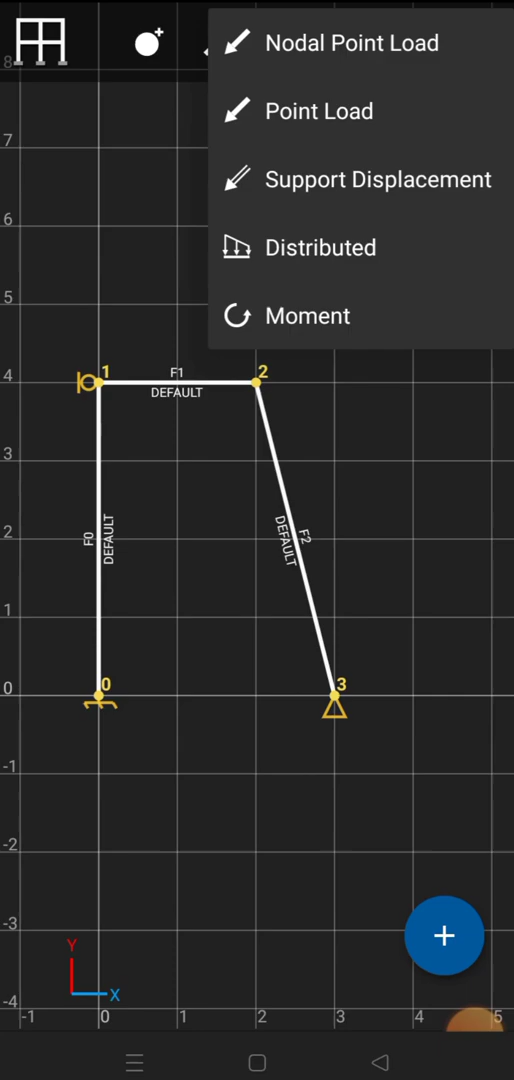 Nodal Point Load
8
Point Load
7
Support Displacement
6
Distributed
5
Moment
4
1
F1
DEFAULT
2
3
2
F0
DEFAULT
F2
DEFAULT
1
0
0
3
-1
-2
-3
+
Y
X
-4
-1
0
1
2
3
4
5